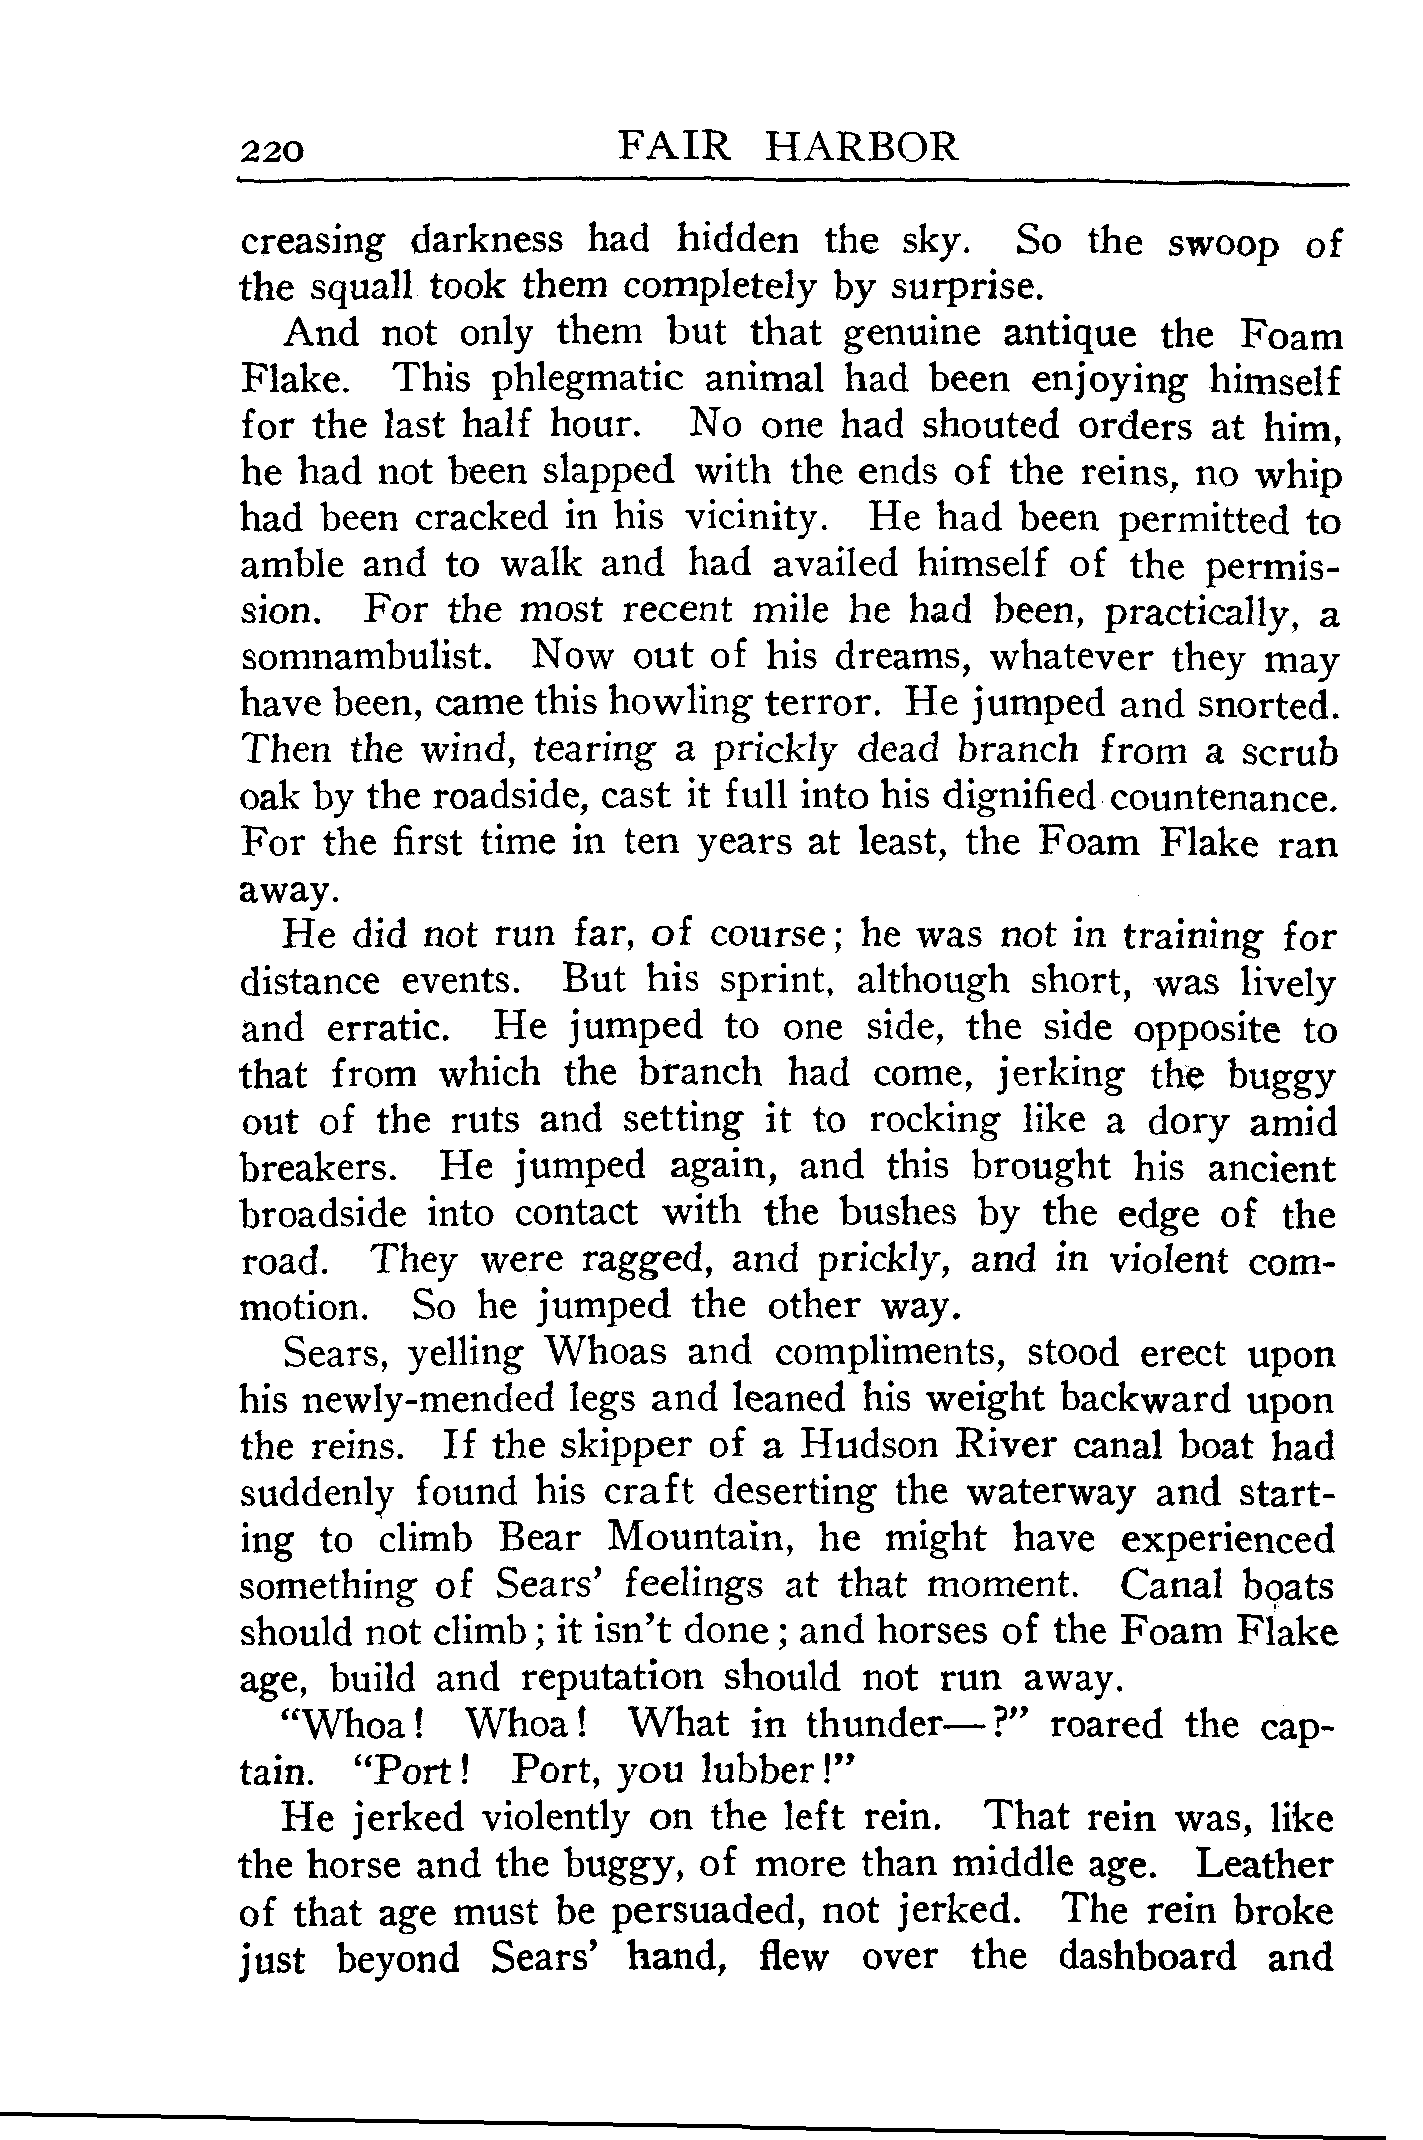 220 FAIR HARBOR
creasing darkness had hidden the sky. So the swoop of
the squall took them completely by surprise.
And not only them but that genuine antique the Foam
Flake. This phlegmatic animal had been enjoying himself
for the last half hour. No one had shouted orders at him,
he had not been slapped with the ends of the reins, no whip
had been cracked in his vicinity. He had been permitted to
amble and to walk and had availed himself of the permis-
sion. For the most recent mile he had been, practically, a
somnambulist. Now out of his dreams, whatever they may
have been, came this howling terror. He jumped and snorted.
Then the wind, tearing a prickly dead branch from a scrub
oak by the roadside, cast it full into his dignified countenance.
For the first time in ten years at least, the Foam Flake ran
away.
He did not run far, of course; he was not in training for
distance events. But his sprint, although short, was lively
and erratic. He jumped to one side, the side opposite to
that from which the branch had come, jerking the buggy
out of the ruts and setting it to rocking like a dory amid
breakers. He jumped again, and this brought his ancient
broadside into contact with the bushes by the edge of the
road. They were ragged, and prickly, and in violent com-
motion. So he jumped the other way.
Sears, yelling Whoas and compliments, stood erect upon
his newly-mended legs and leaned his weight backward upon
the reins. If the skipper of a Hudson River canal boat had
suddenly found his craft deserting the waterway and start-
ing to climb Bear Mountain, he might have experienced
something of Sears' feelings at that moment. Canal boats
should not climb; it isn't done; and horses of the Foam Flake
age, build and reputation should not run away.
"Whoa! Whoa! What in thunder—?" roared the cap-
tain. "Port! Port, you lubber!"
He jerked violently on the left rein. That rein was, like
the horse and the buggy, of more than middle age. Leather
of that age must be persuaded, not jerked. The rein broke
just beyond Sears' hand, flew over the dashboard and